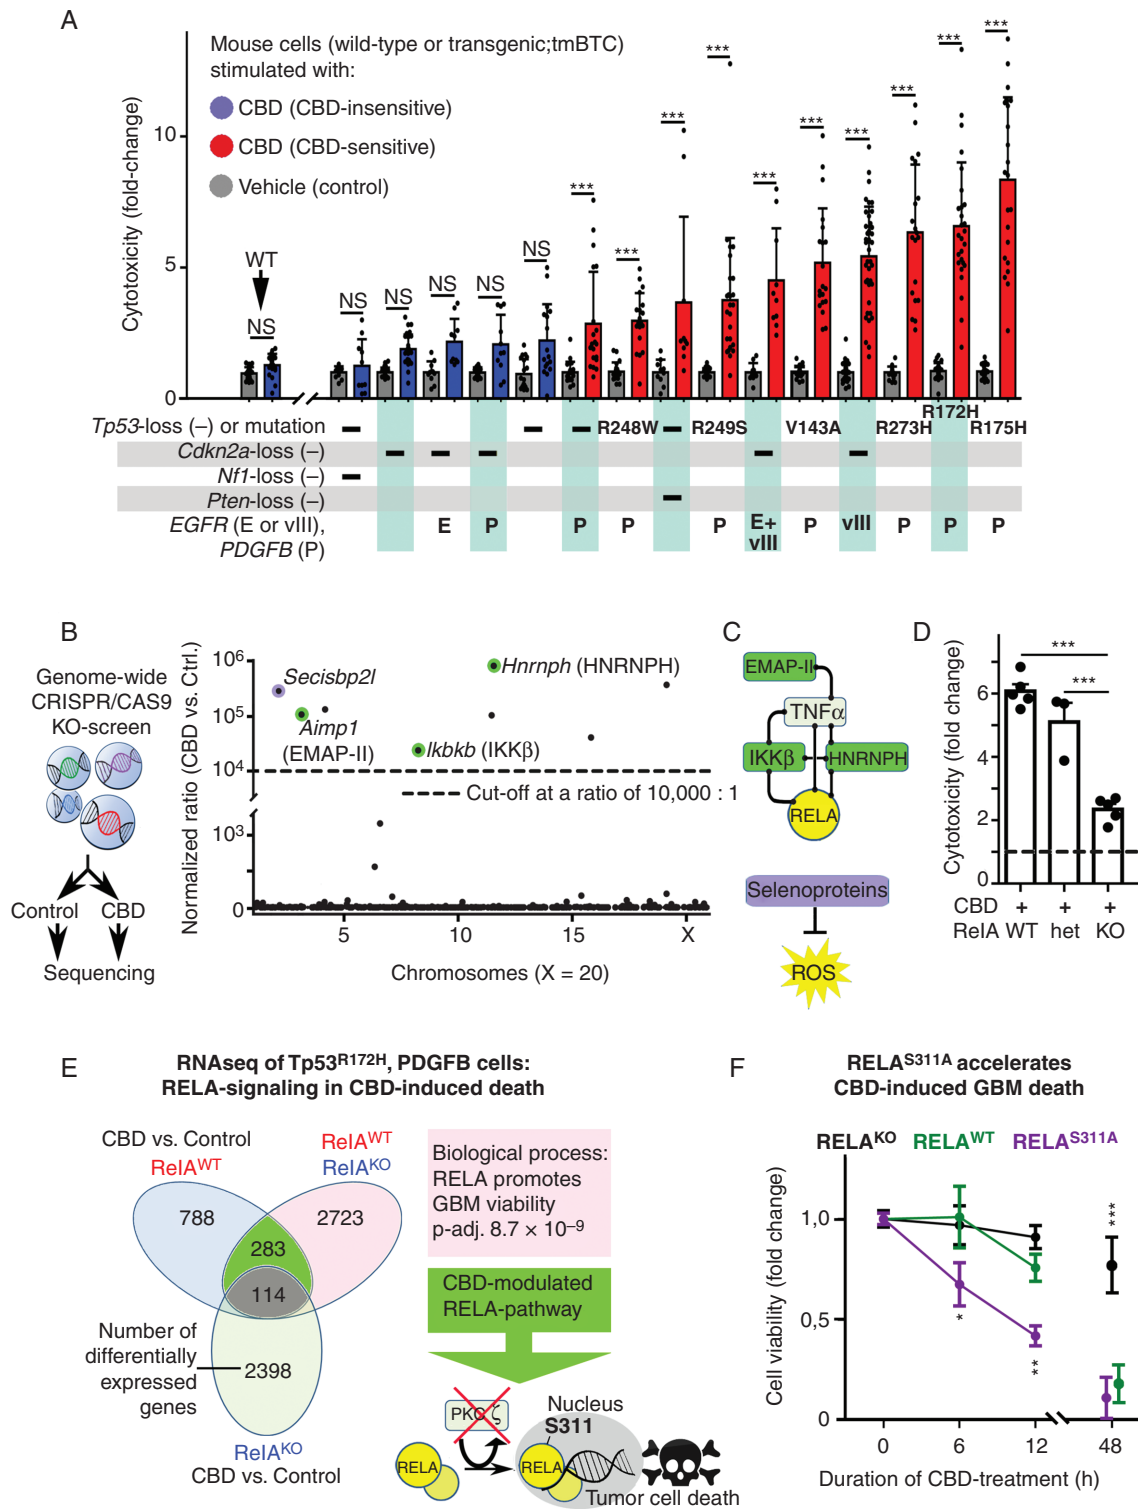 A
Mouse cells (wild-type or transgenic;tmBTC)
stimulated with:
CBD (CBD-insensitive)
CBD (CBD-sensitive)
Vehicle (control)
Cytotoxicity (fold-change)
10
5
0
WT
NS
NS
NS
NS
NS
NS
***
***
***
***
***
***
***
***
***
***
Tp53-loss (–) or mutation
R248W
R249S
V143A
R273H
R172H
R175H
Cdkn2a-loss (–)
Nf1-loss (–)
Pten-loss (–)
EGFR (E or vIII),
PDGFB (P)
E
P
P
P
P
E+
vIII
P
vIII
P
P
P
B
Genome-wide
CRISPR/CAS9
KO-screen
Control
CBD
Sequencing
Normalized ratio (CBD vs. Ctrl.)
10⁶
10⁵
10⁴
10³
0
Secisbp2l
Aimp1
(EMAP-II)
Hnrnph (HNRNPH)
Ikbkb (IKKβ)
Cut-off at a ratio of 10,000 : 1
5
10
15
X
Chromosomes (X = 20)
C
EMAP-II
TNFα
IKKβ
HNRNPH
RELA
Selenoproteins
ROS
D
Cytotoxicity (fold change)
6
4
2
0
***
***
CBD + + +
RelA WT het KO
E
RNAseq of Tp53ᴿ¹⁷²ᴴ, PDGFB cells:
RELA-signaling in CBD-induced death
CBD vs. Control
RelAᵂᵀ
RelAᵂᵀ
RelAᴷᴼ
788
2723
283
114
2398
Number of
differentially
expressed
genes
RelAᴷᴼ
CBD vs. Control
Biological process:
RELA promotes
GBM viability
p-adj. 8.7 × 10⁻⁹
CBD-modulated
RELA-pathway
PKC ζ
Nucleus
S311
RELA
RELA
Tumor cell death
F
RELAˢ³¹¹ᴬ accelerates
CBD-induced GBM death
RELAᴷᴼ RELAᵂᵀ RELAˢ³¹¹ᴬ
Cell viability (fold change)
1,0
0,5
0
*
**
***
0
6
12
48
Duration of CBD-treatment (h)